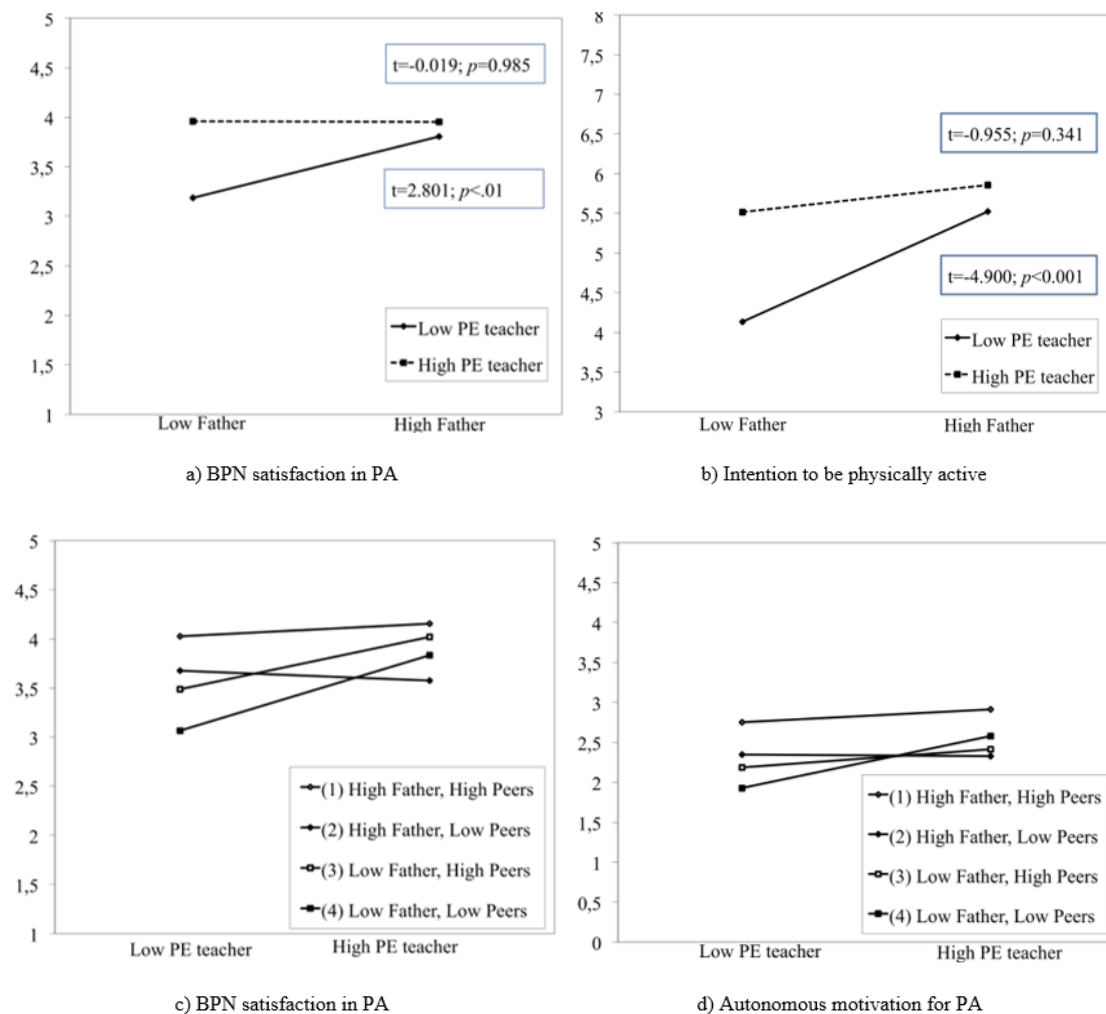 5
4,5
4
3,5
3
2,5
2
1,5
1
t=-0.019; p=0.985
t=2.801; p<.01
Low PE teacher
High PE teacher
Low Father
High Father
a) BPN satisfaction in PA
8
7,5
7
6,5
6
5,5
5
4,5
4
3,5
3
t=-0.955; p=0.341
t=-4.900; p<0.001
Low PE teacher
High PE teacher
Low Father
High Father
b) Intention to be physically active
5
4,5
4
3,5
3
2,5
2
1,5
1
(1) High Father, High Peers
(2) High Father, Low Peers
(3) Low Father, High Peers
(4) Low Father, Low Peers
Low PE teacher
High PE teacher
c) BPN satisfaction in PA
5
4,5
4
3,5
3
2,5
2
1,5
1
0,5
0
(1) High Father, High Peers
(2) High Father, Low Peers
(3) Low Father, High Peers
(4) Low Father, Low Peers
Low PE teacher
High PE teacher
d) Autonomous motivation for PA